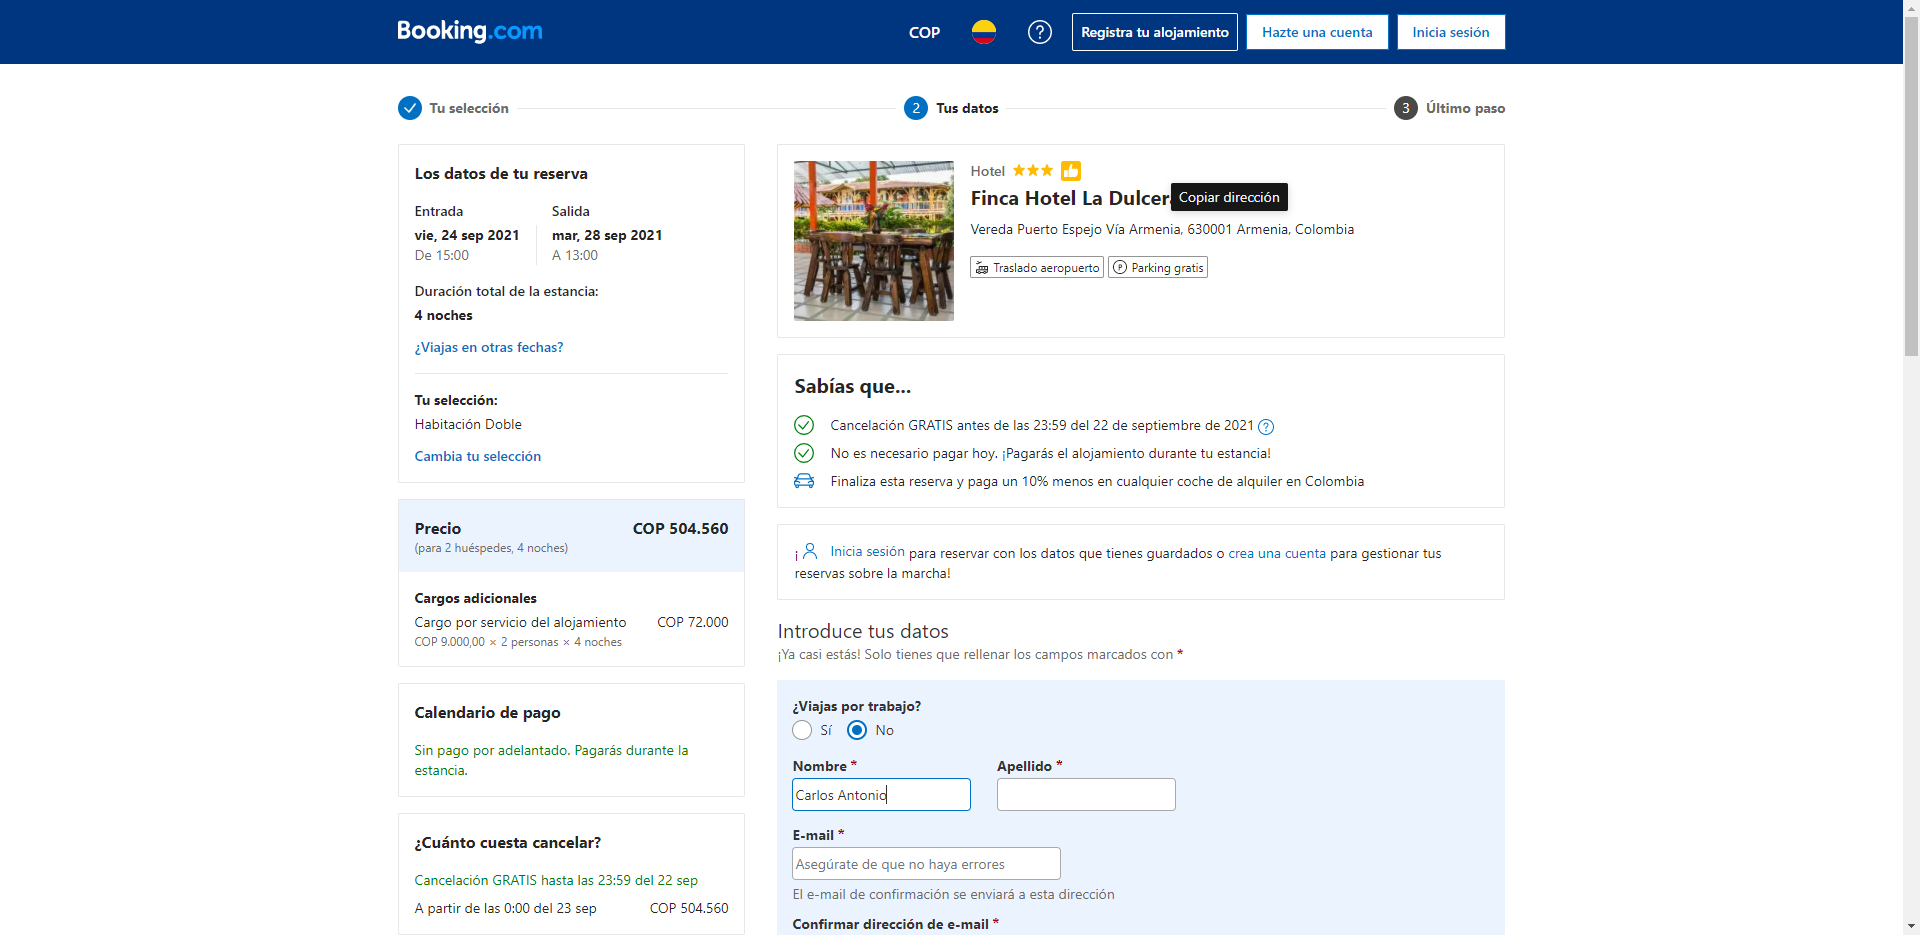 Booking.com
COP
Registra tu alojamiento
Hazte una cuenta
Inicia sesión
Tu selección
2 Tus datos
3 Último paso
Los datos de tu reserva
Entrada
Salida
vie, 24 sep 2021
mar, 28 sep 2021
De 15:00
A 13:00
Duración total de la estancia:
4 noches
¿Viajas en otras fechas?
Tu selección:
Habitación Doble
Cambia tu selección
Precio
COP 504.560
(para 2 huéspedes, 4 noches)
Cargos adicionales
Cargo por servicio del alojamiento
COP 72.000
COP 9.000,00 × 2 personas × 4 noches
Calendario de pago
Sin pago por adelantado. Pagarás durante la
estancia.
¿Cuánto cuesta cancelar?
Cancelación GRATIS hasta las 23:59 del 22 sep
A partir de las 0:00 del 23 sep
COP 504.560
Hotel
Finca Hotel La Dulcer
Copiar dirección
Vereda Puerto Espejo Vía Armenia, 630001 Armenia, Colombia
Traslado aeropuerto
P Parking gratis
Sabías que...
Cancelación GRATIS antes de las 23:59 del 22 de septiembre de 2021 ?
No es necesario pagar hoy. ¡Pagarás el alojamiento durante tu estancia!
Finaliza esta reserva y paga un 10% menos en cualquier coche de alquiler en Colombia
¡ Inicia sesión para reservar con los datos que tienes guardados o crea una cuenta para gestionar tus
reservas sobre la marcha!
Introduce tus datos
¡Ya casi estás! Solo tienes que rellenar los campos marcados con *
¿Viajas por trabajo?
Sí
No
Nombre *
Apellido *
Carlos Antonio
E-mail *
Asegúrate de que no haya errores
El e-mail de confirmación se enviará a esta dirección
Confirmar dirección de e-mail *